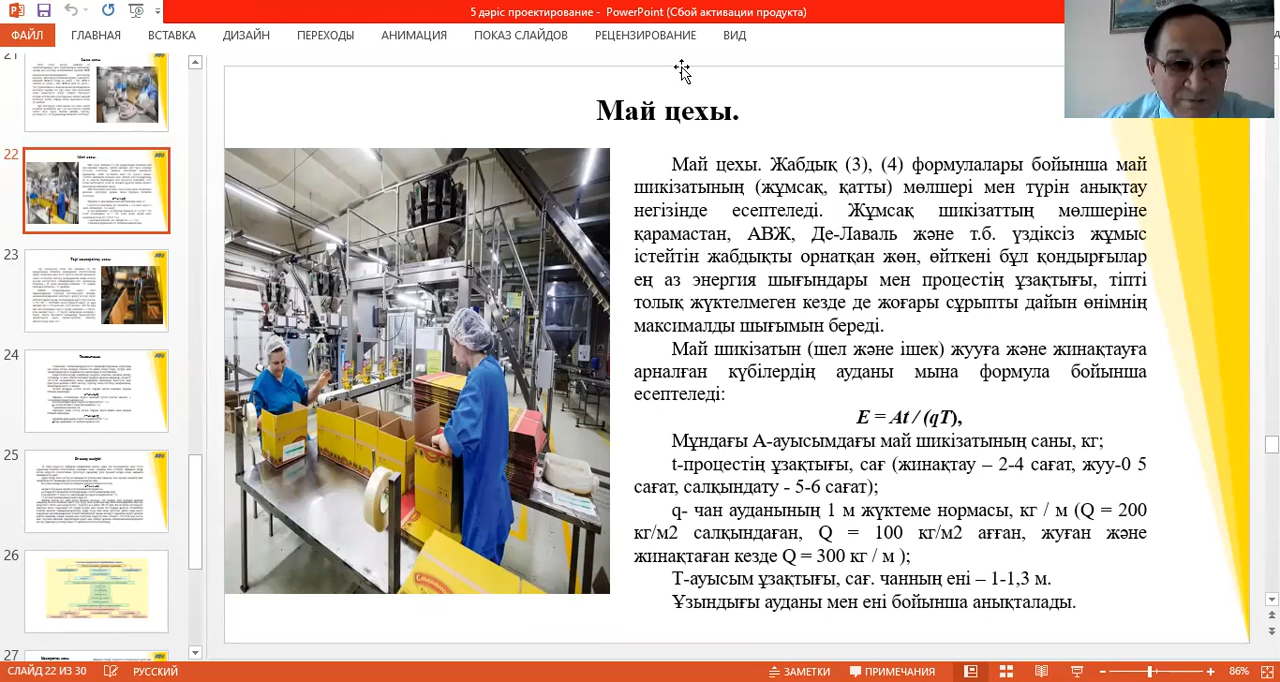 5 дәріс проектирование - PowerPoint (Сбой активации продукта)
ФАЙЛ ГЛАВНАЯ ВСТАВКА ДИЗАЙН ПЕРЕХОДЫ АНИМАЦИЯ ПОКАЗ СЛАЙДОВ РЕЦЕНЗИРОВАНИЕ ВИД
21
22
23
24
25
26
27
Май цехы.
Май цехы. Жабдық (3), (4) формулалары бойынша май
шикізатының (жұмсақ, қатты) мөлшері мен түрін анықтау
негізінде есептеледі. Жұмсақ шикізаттың мөлшеріне
қарамастан, АВЖ, Де-Лаваль және т.б. үздіксіз жұмыс
істейтін жабдықты орнатқан жөн, өйткені бұл қондырғылар
ең аз энергия шығындары мен процестің ұзақтығы, тіпті
толық жүктелмеген кезде де жоғары сұрыпты дайын өнімнің
максималды шығымын береді.
Май шикізатын (шел және ішек) жууға және жинақтауға
арналған күбілердің ауданы мына формула бойынша
есептеледі:
E = At / (qT),
Мұндағы А-ауысымдағы май шикізатының саны, кг;
t-процестің ұзақтығы, сағ (жинақтау – 2-4 сағат, жуу-0 5
сағат, салқындату - 5-6 сағат);
q- чан ауданының 1 м жүктеме нормасы, кг / м (Q = 200
кг/м2 салқындаған, Q = 100 кг/м2 аққан, жуған және
жинақтаған кезде Q = 300 кг / м );
Т-ауысым ұзақтығы, сағ. чанның ені – 1-1,3 м.
Ұзындығы ауданы мен ені бойынша анықталады.
СЛАЙД 22 ИЗ 30 РУССКИЙ ЗАМЕТКИ ПРИМЕЧАНИЯ 86%